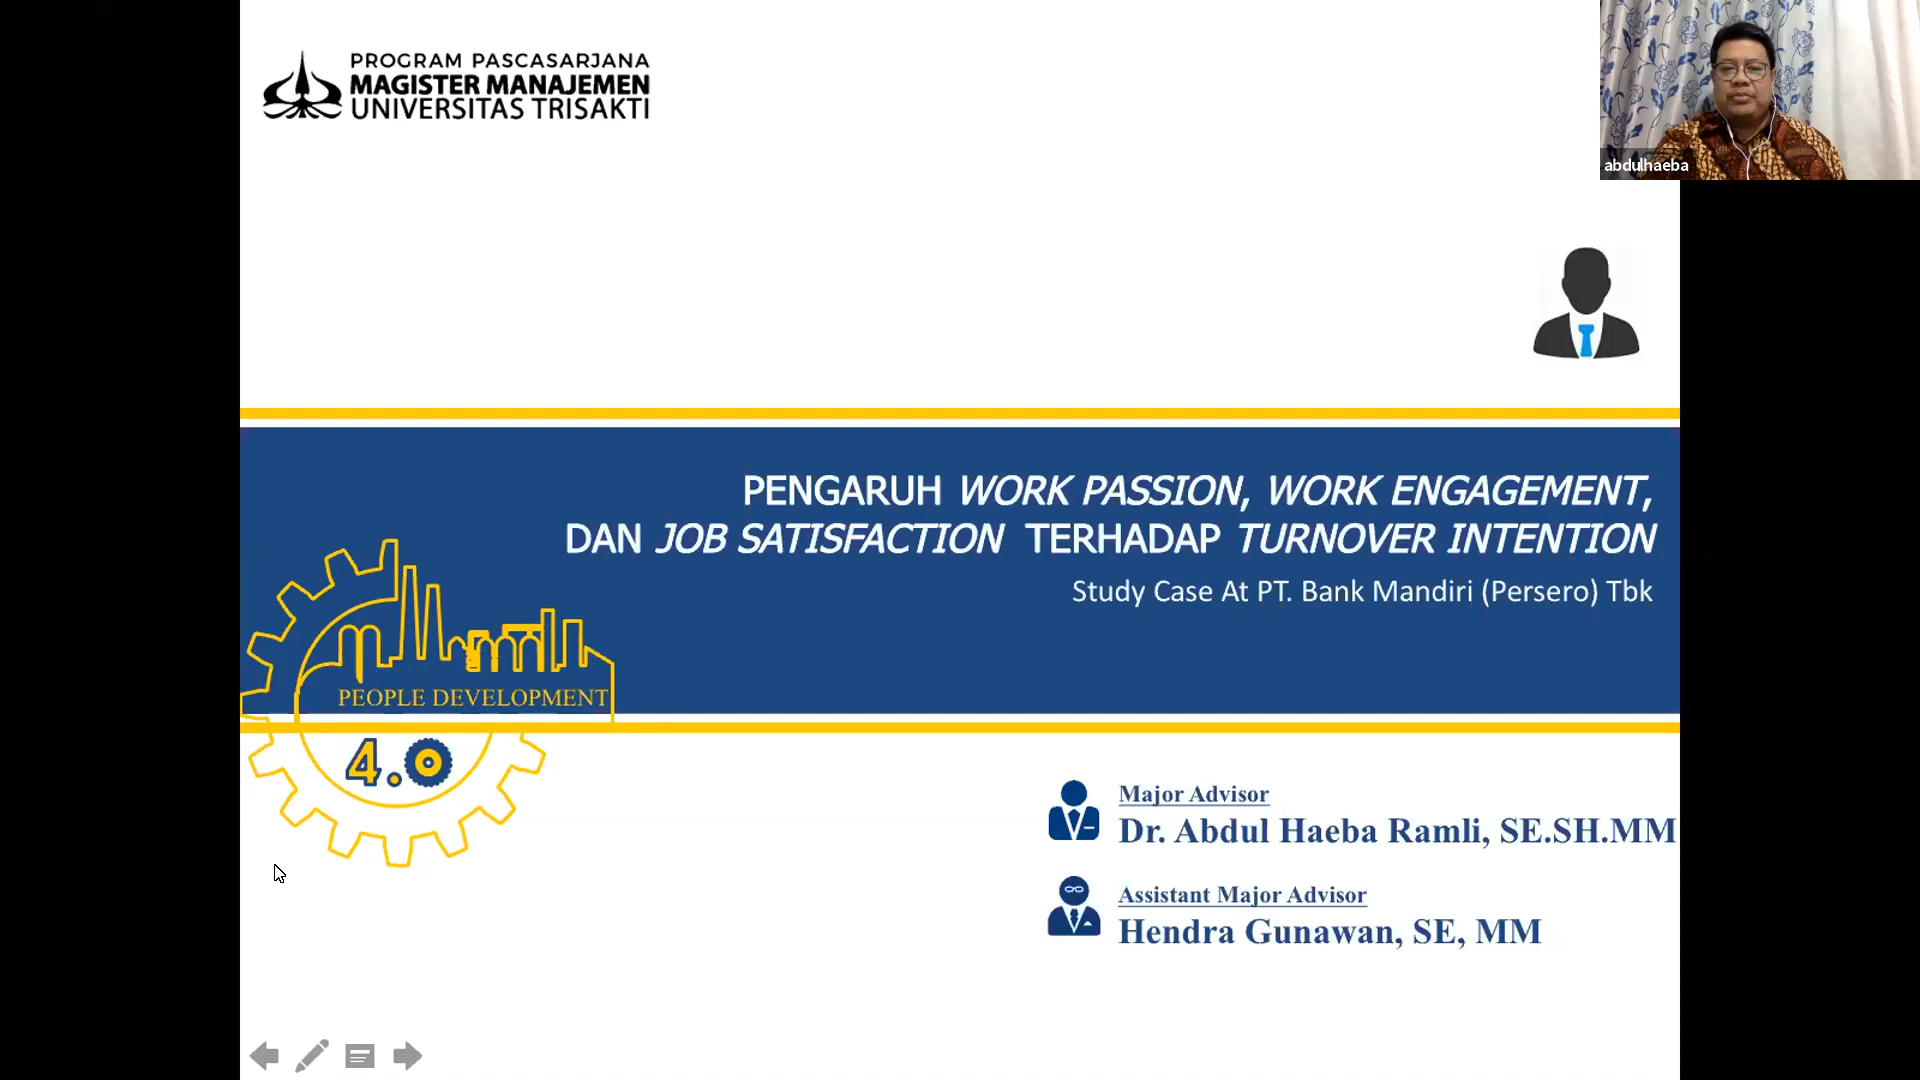 PROGRAM PASCASARJANA
MAGISTER MANAJEMEN
UNIVERSITAS TRISAKTI
abdulhaeba
PENGARUH WORK PASSION, WORK ENGAGEMENT,
DAN JOB SATISFACTION TERHADAP TURNOVER INTENTION
Study Case At PT. Bank Mandiri (Persero) Tbk
PEOPLE DEVELOPMENT
4.0
Major Advisor
Dr. Abdul Haeba Ramli, SE.SH.MM
Assistant Major Advisor
Hendra Gunawan, SE, MM